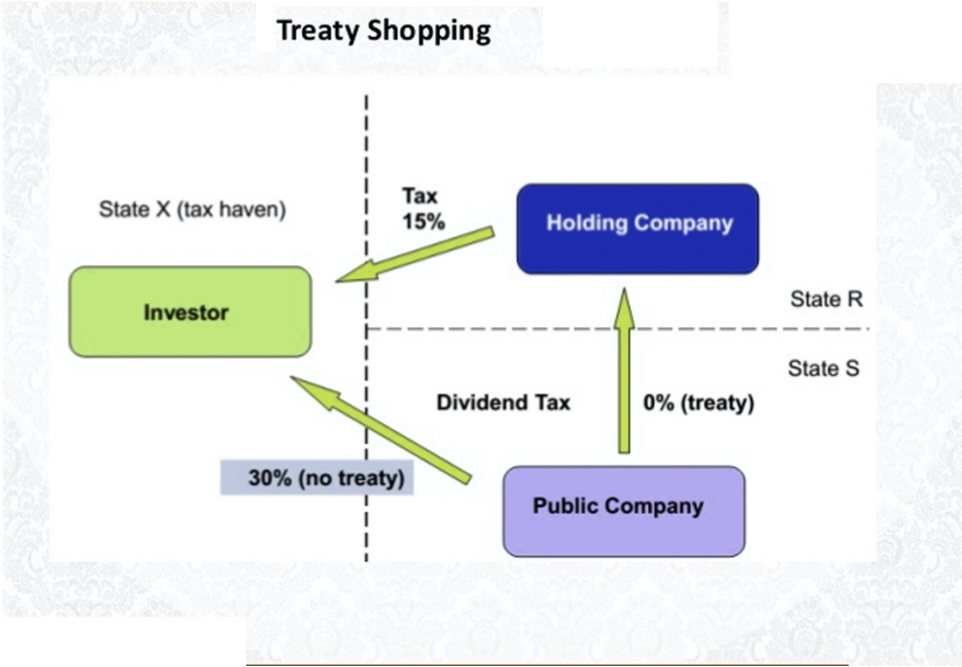 Treaty Shopping
State X (tax haven)
Tax
15%
Holding Company
Investor
State R
State S
Dividend Tax
0% (treaty)
30% (no treaty)
Public Company